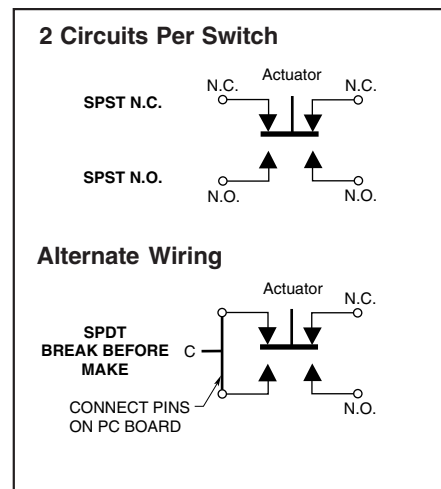 2 Circuits Per Switch
Actuator
N.C. N.C.
SPST N.C.
SPST N.O.
N.O. N.O.
Alternate Wiring
Actuator
N.C.
SPDT
BREAK BEFORE C
MAKE
CONNECT PINS
ON PC BOARD
N.O.